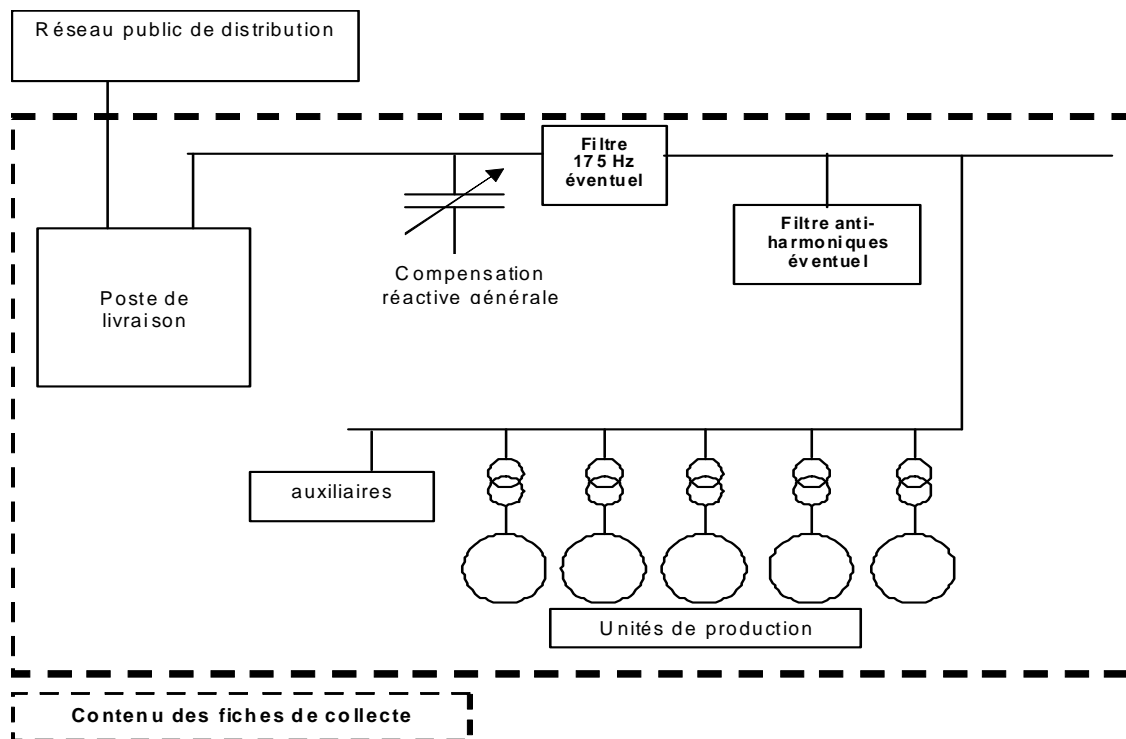 Réseau public de distribution
Filtre
175 Hz
éventuel
Filtre anti-
harmoniques
éventuel
Compensation
réactive générale
Poste de
livraison
auxiliaires
Unités de production
Contenu des fiches de collecte